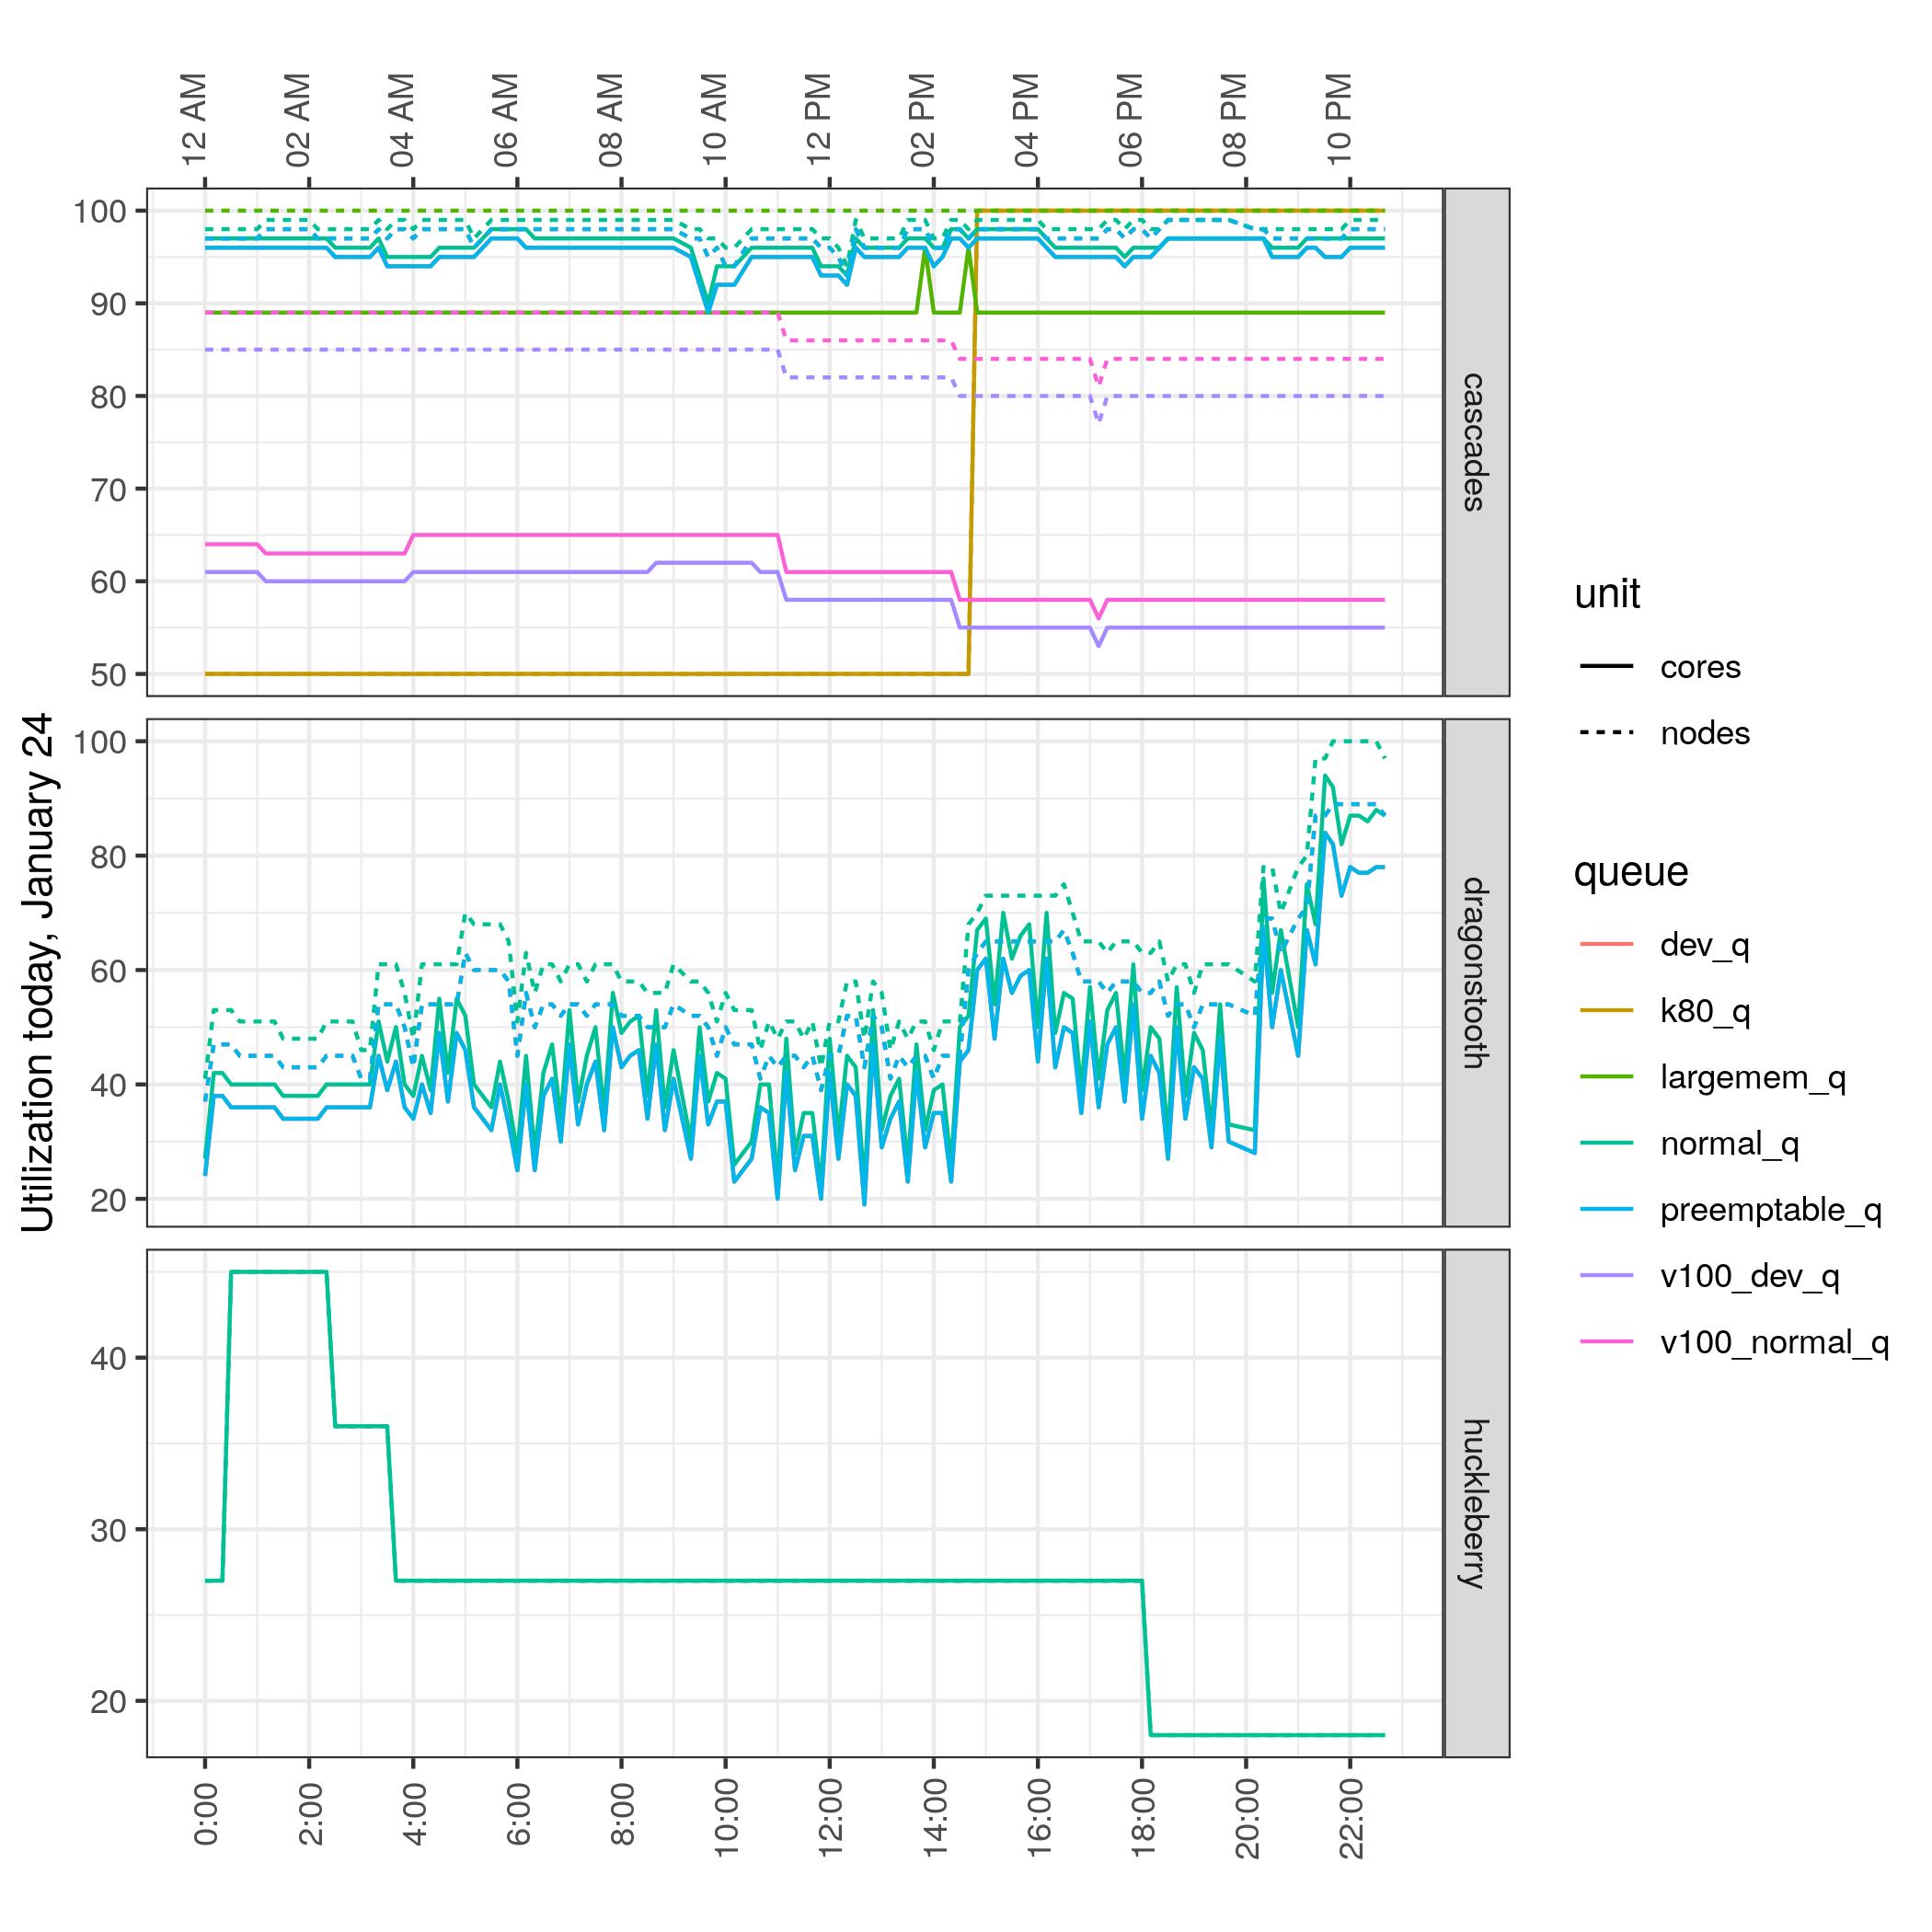 12 AM
02 AM
04 AM
06 AM
08 AM
10 AM
12 PM
02 PM
04 PM
06 PM
08 PM
10 PM
Utilization today, January 24
100
90
80
70
60
50
cascades
100
80
60
40
20
dragonstooth
40
30
20
huckleberry
0:00
2:00
4:00
6:00
8:00
10:00
12:00
14:00
16:00
18:00
20:00
22:00
unit
cores
nodes
queue
dev_q
k80_q
largemem_q
normal_q
preemptable_q
v100_dev_q
v100_normal_q